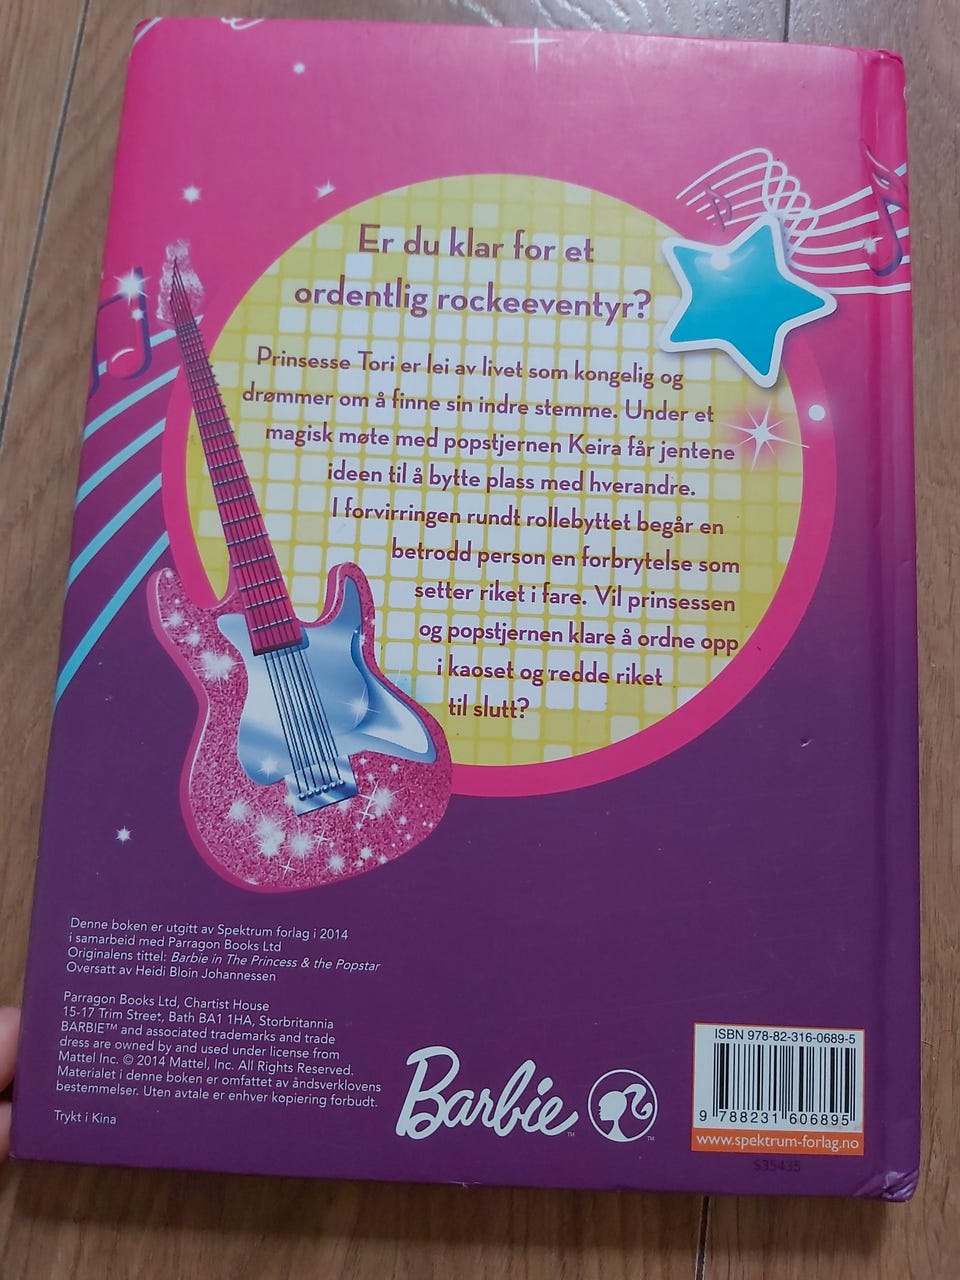 Er du klar for et
ordentlig rockeeventyr?
Prinsesse Tori er lei av livet som kongelig og
drømmer om å finne sin indre stemme. Under et
magisk møte med popstjernen Keira får jentene
ideen til å bytte plass med hverandre.
I forvirringen rundt rollebyttet begår en
betrodd person en forbrytelse som
setter riket i fare. Vil prinsessen
og popstjernen klare å ordne opp
i kaoset og redde riket
til slutt?
Denne boken er utgitt av Spektrum forlag i 2014
i samarbeid med Parragon Books Ltd
Originalens tittel: Barbie in The Princess & the Popstar
Oversatt av Heidi Bloin Johannessen
Parragon Books Ltd, Chartist House
15-17 Trim Street, Bath BA1 1HA, Storbritannia
BARBIE™ and associated trademarks and trade
dress are owned by and used under license from
Mattel Inc. © 2014 Mattel, Inc. All Rights Reserved.
Materialet i denne boken er omfattet av åndsverklovens
bestemmelser. Uten avtale er enhver kopiering forbudt.
Trykt i Kina
Barbie™
™
ISBN 978-82-316-0689-5
9 788231 606895
www.spektrum-forlag.no
S35435